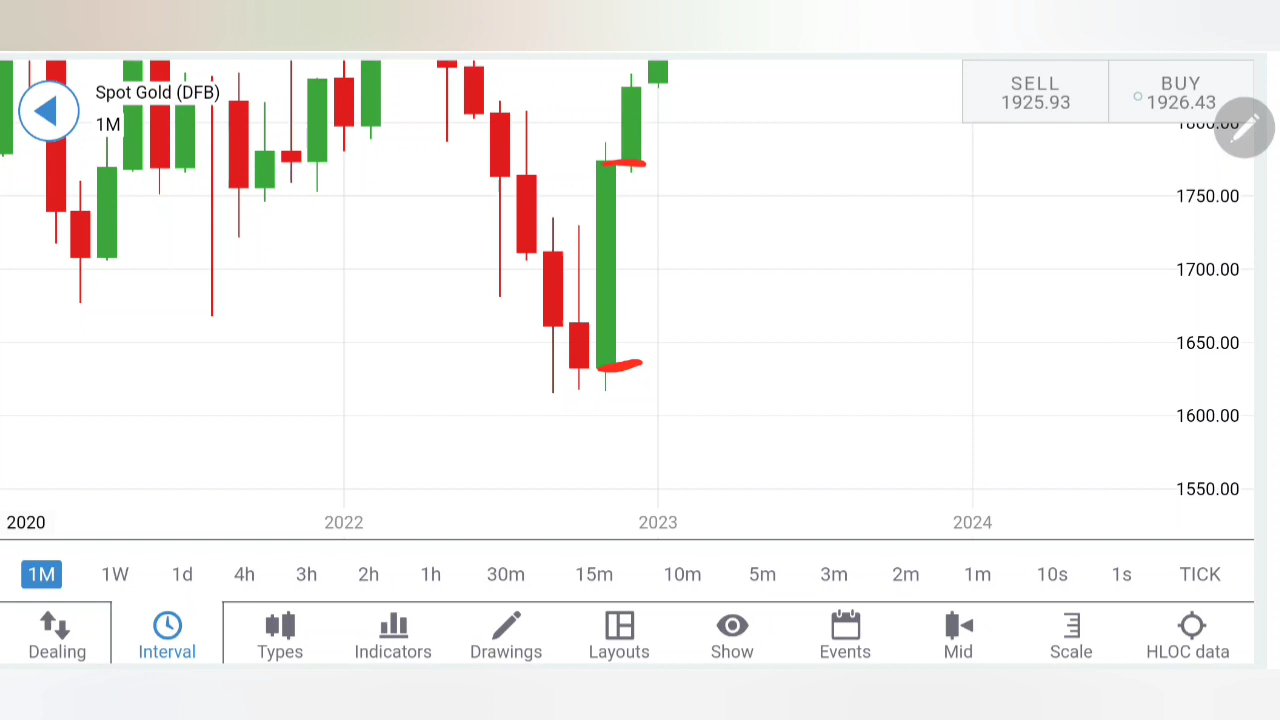 Spot Gold (DFB)
1M
SELL
1925.93
BUY
1926.43
1800.00
1750.00
1700.00
1650.00
1600.00
1550.00
2020 2022 2023 2024
1M 1W 1d 4h 3h 2h 1h 30m 15m 10m 5m 3m 2m 1m 10s 1s TICK
Dealing Interval Types Indicators Drawings Layouts Show Events Mid Scale HLOC data